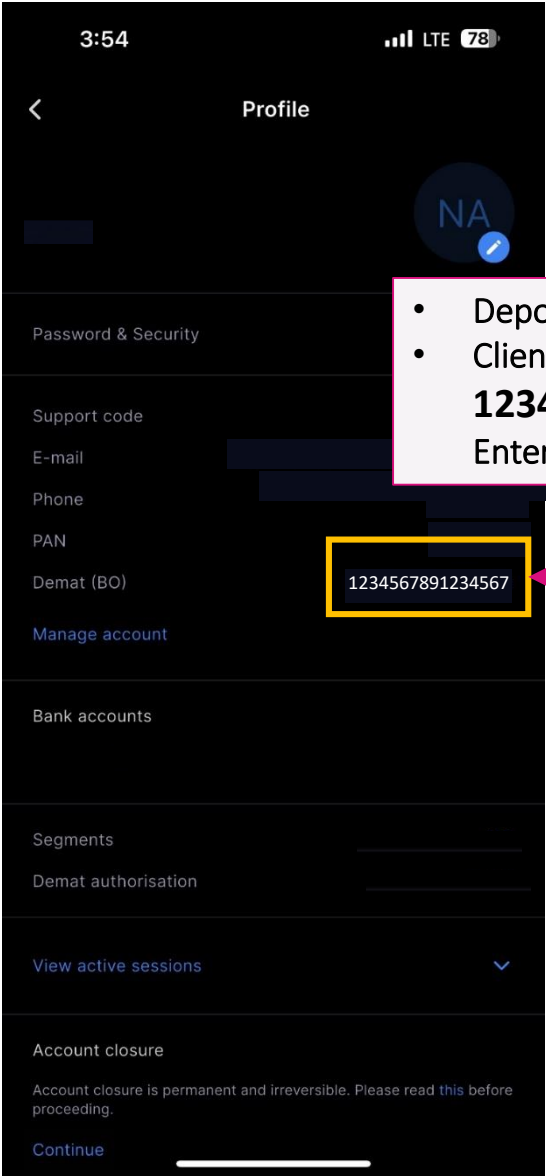 3:54
LTE 78
Profile
NA
Password & Security
• Depo
• Clien
1234
Enter
Support code
E-mail
Phone
PAN
Demat (BO) 1234567891234567
Manage account
Bank accounts
Segments
Demat authorisation
View active sessions
Account closure
Account closure is permanent and irreversible. Please read this before
proceeding.
Continue